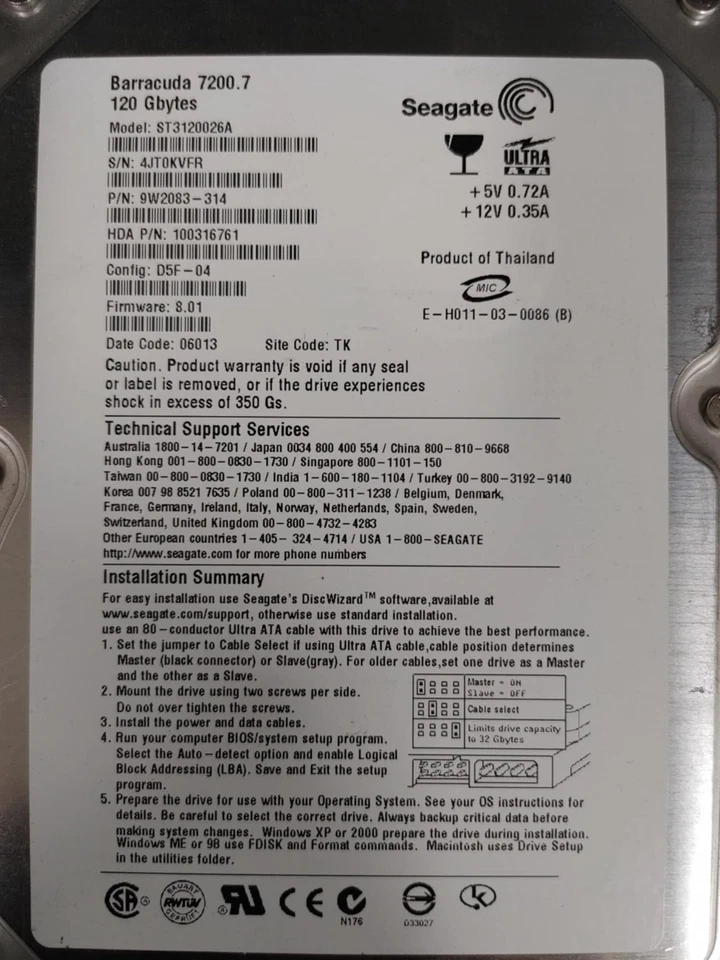 Barracuda 7200.7
120 Gbytes
Model: ST3120026A
S/N: 4JT0KVFR
P/N: 9W2083-314
HDA P/N: 100316761
Config: D5F-04
Firmware: 8.01
Date Code: 06013 Site Code: TK
Seagate
ULTRA
ATA
+5V 0.72A
+12V 0.35A
Product of Thailand
MIC
E-H011-03-0086 (B)
Caution. Product warranty is void if any seal
or label is removed, or if the drive experiences
shock in excess of 350 Gs.
Technical Support Services
Australia 1800-14-7201 / Japan 0034 800 400 554 / China 800-810-9668
Hong Kong 001-800-0830-1730 / Singapore 800-1101-150
Taiwan 00-800-0830-1730 / India 1-600-180-1104 / Turkey 00-800-3192-9140
Korea 007 98 8521 7635 / Poland 00-800-311-1238 / Belgium, Denmark,
France, Germany, Ireland, Italy, Norway, Netherlands, Spain, Sweden,
Switzerland, United Kingdom 00-800-4732-4283
Other European countries 1-405- 324-4714 / USA 1-800-SEAGATE
http://www.seagate.com for more phone numbers
Installation Summary
For easy installation use Seagate's DiscWizard™ software,available at
www.seagate.com/support, otherwise use standard installation.
use an 80-conductor Ultra ATA cable with this drive to achieve the best performance.
1. Set the jumper to Cable Select if using Ultra ATA cable,cable position determines
Master (black connector) or Slave(gray). For older cables,set one drive as a Master
and the other as a Slave.
2. Mount the drive using two screws per side.
Do not over tighten the screws.
3. Install the power and data cables.
4. Run your computer BIOS/system setup program.
Select the Auto-detect option and enable Logical
Block Addressing (LBA). Save and Exit the setup
program.
Master = ON
Slave = OFF
Cable select
Limits drive capacity
to 32 Gbytes
5. Prepare the drive for use with your Operating System. See your OS instructions for
details. Be careful to select the correct drive. Always backup critical data before
making system changes. Windows XP or 2000 prepare the drive during installation.
Windows ME or 98 use FDISK and Format commands. Macintosh uses Drive Setup
in the utilities folder.
RWTÜV
CE
N176
D33027